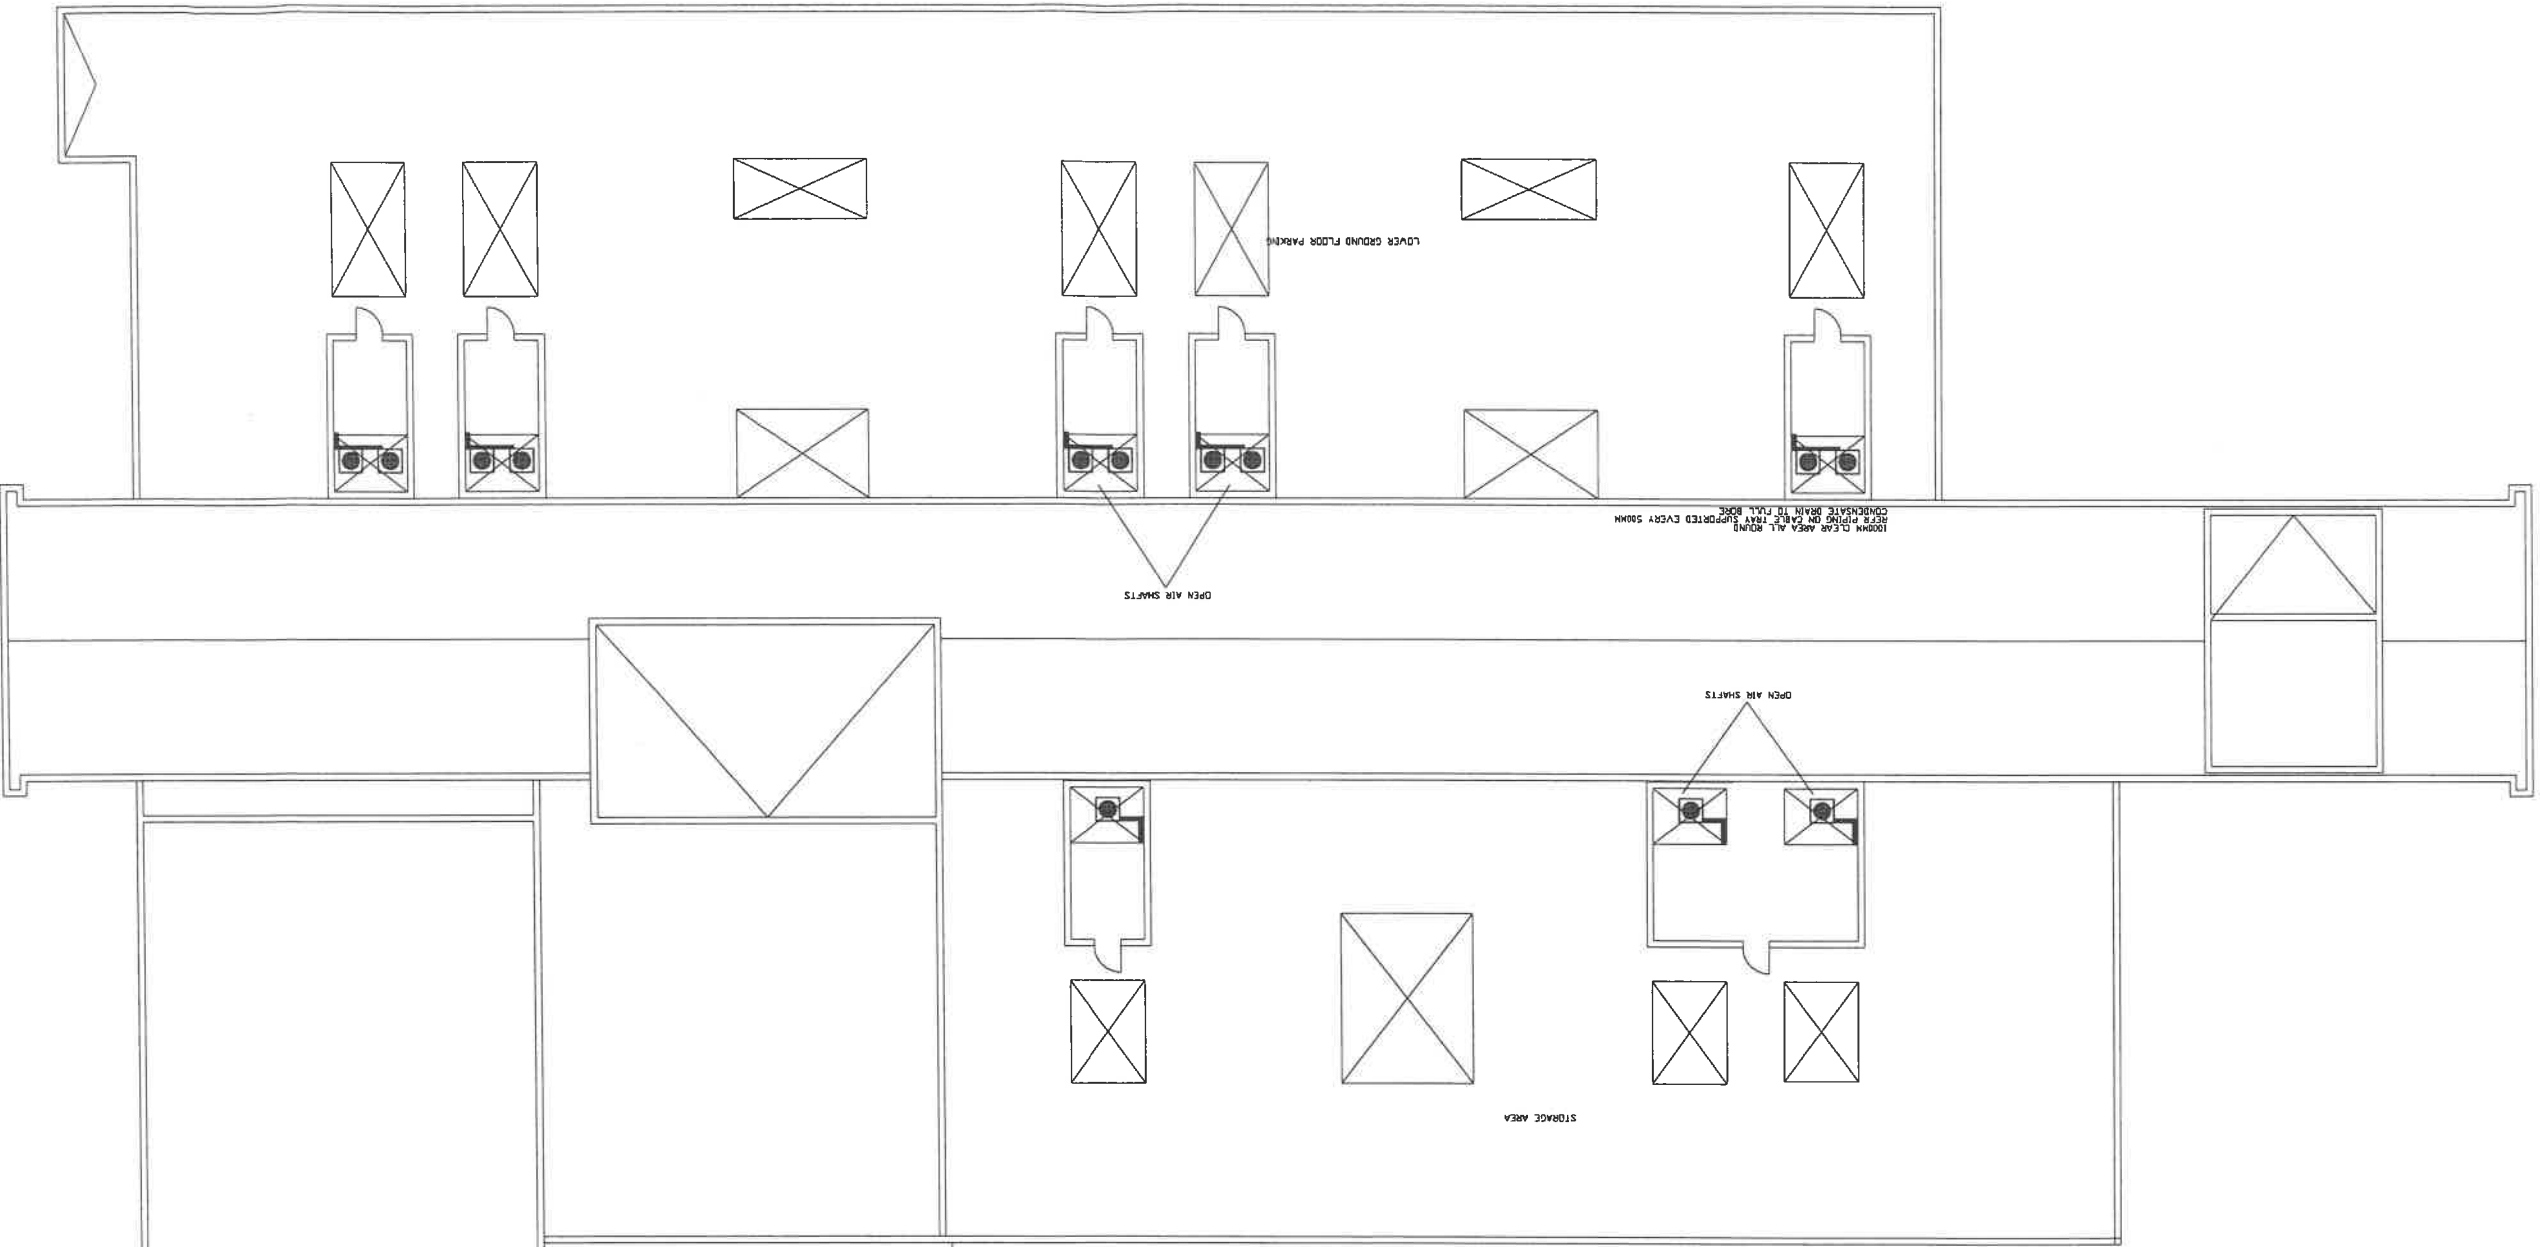 STORAGE AREA
OPEN AIR SHAFTS
OPEN AIR SHAFTS
1000MM CLEAR AREA ALL ROUND
REFR PIPING ON CABLE TRAY SUPPORTED EVERY 500MM
CONDENSATE DRAIN TO FULL BORE
LOWER GROUND FLOOR PARKING